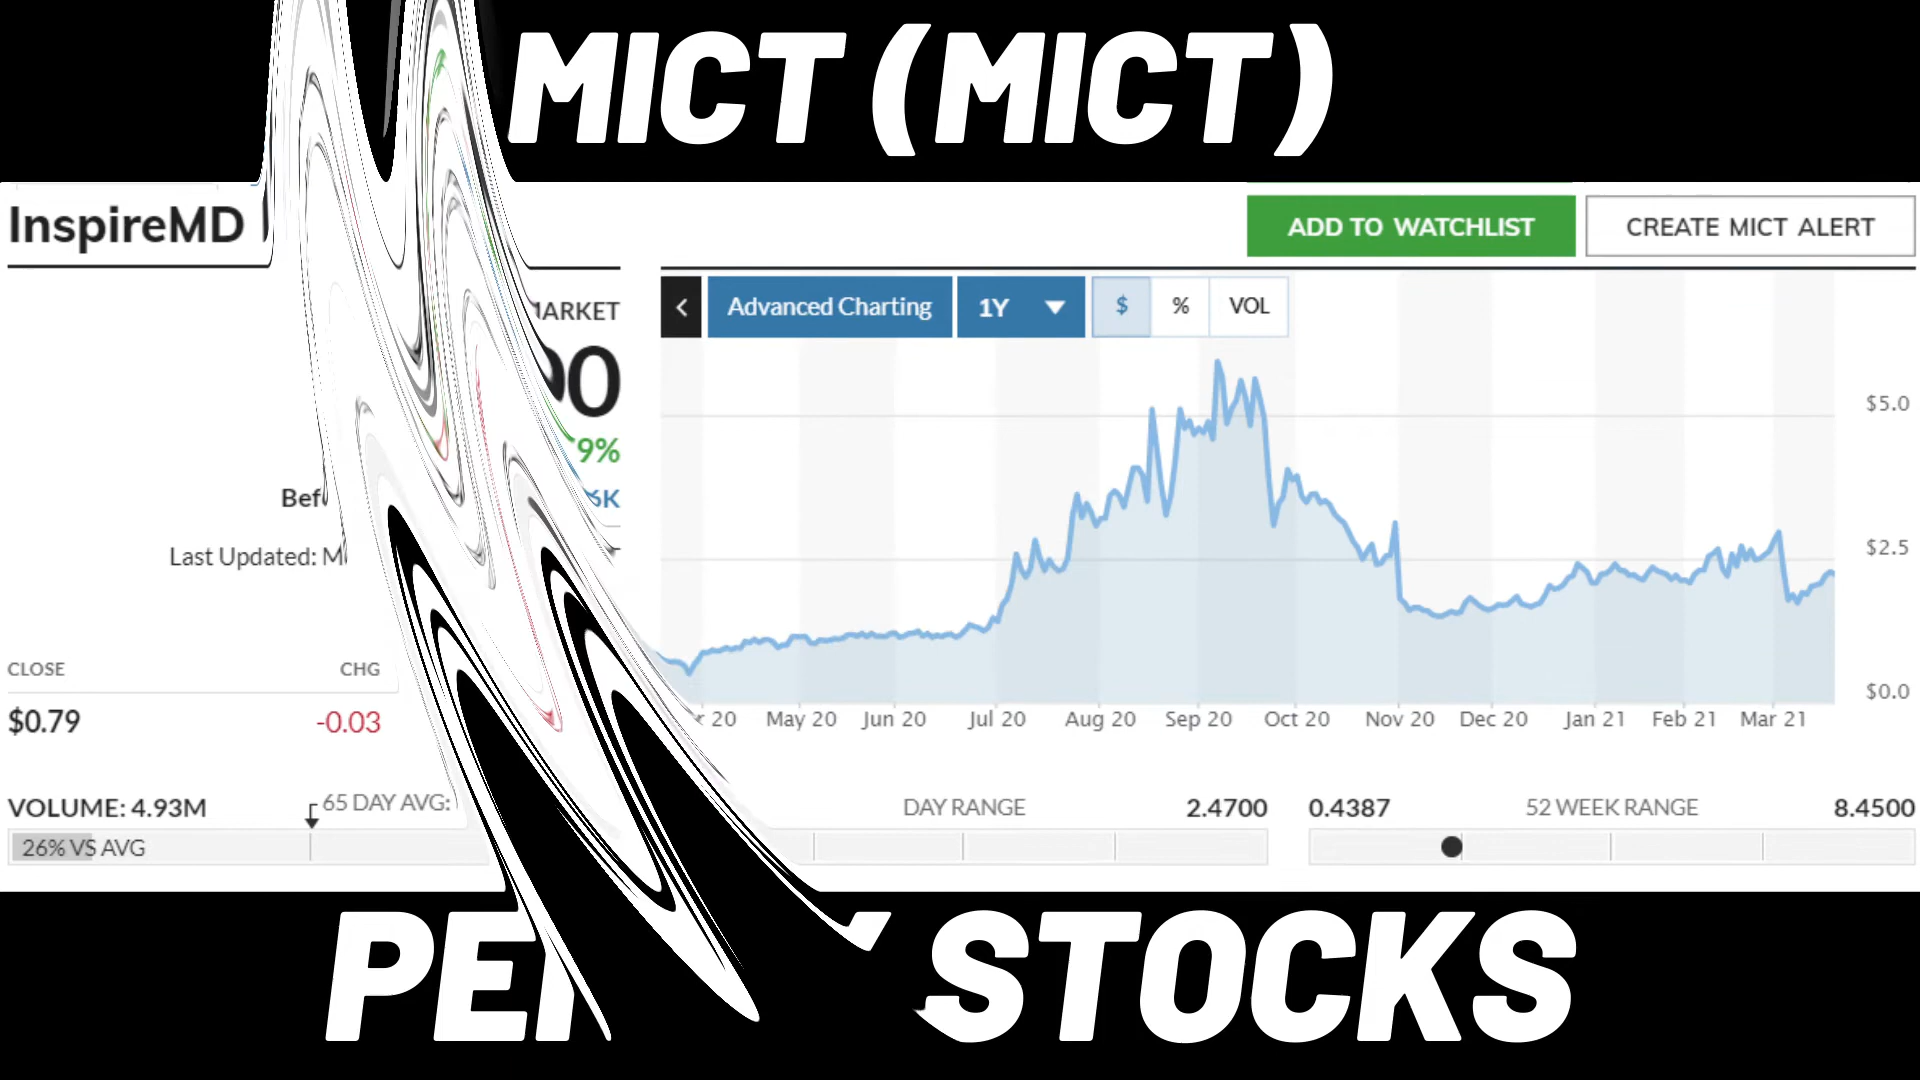 MICT (MICT)
InspireMD
ADD TO WATCHLIST
CREATE MICT ALERT
Advanced Charting
1Y
$
%
VOL
9%
Last Updated:
$5.0
$2.5
$0.0
CLOSE
CHG
$0.79
-0.03
20 May 20 Jun 20 Jul 20 Aug 20 Sep 20 Oct 20 Nov 20 Dec 20 Jan 21 Feb 21 Mar 21
VOLUME: 4.93M
65 DAY AVG:
26% VS AVG
DAY RANGE
2.4700
0.4387
52 WEEK RANGE
8.4500
STOCKS